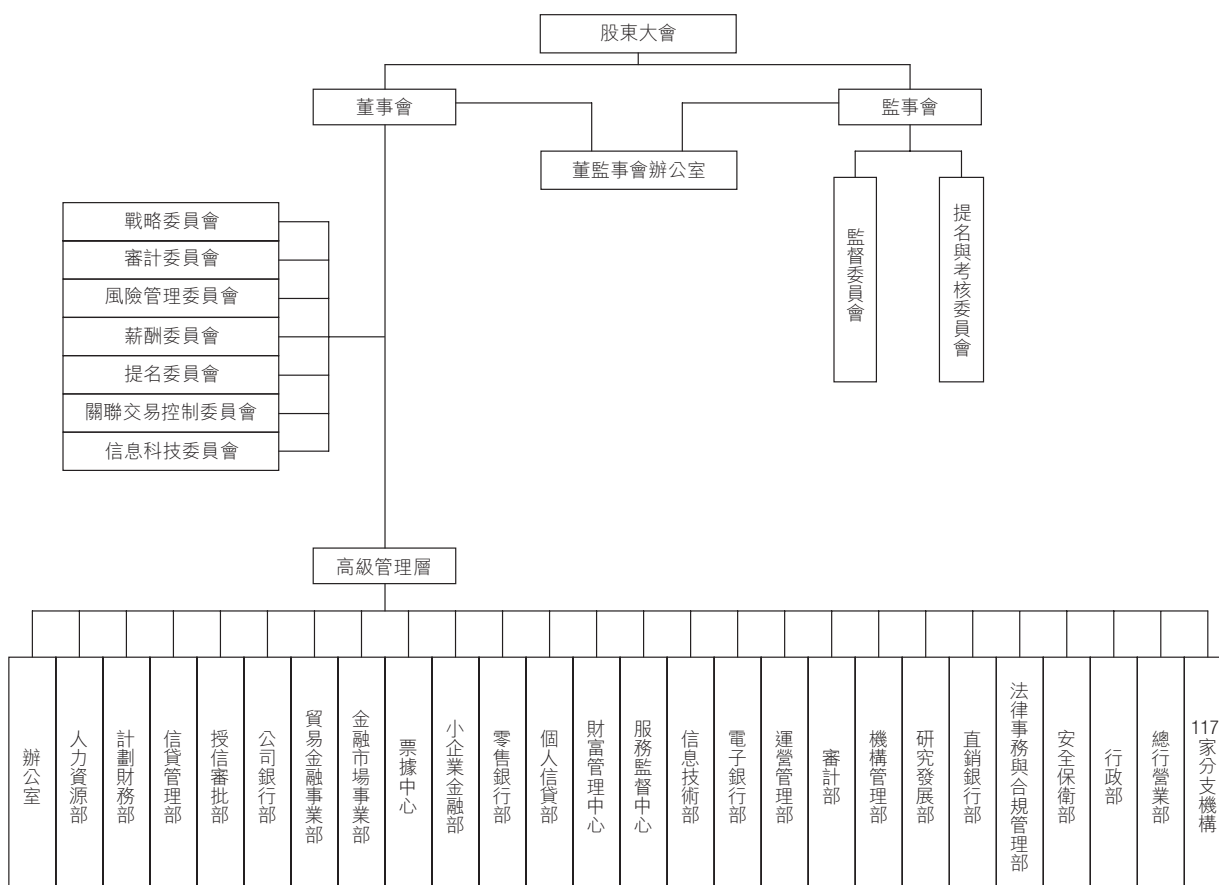 股東大會
董事會
監事會
董監事會辦公室
監督委員會
提名與考核委員會
戰略委員會
審計委員會
風險管理委員會
薪酬委員會
提名委員會
關聯交易控制委員會
信息科技委員會
高級管理層
辦公室
人力資源部
計劃財務部
信貸管理部
授信審批部
公司銀行部
貿易金融事業部
金融市場事業部
票據中心
小企業金融部
零售銀行部
個人信貸部
財富管理中心
服務監督中心
信息技術部
電子銀行部
運營管理部
審計部
機構管理部
研究發展部
直銷銀行部
法律事務與合規管理部
安全保衛部
行政部
總行營業部
117家分支機構